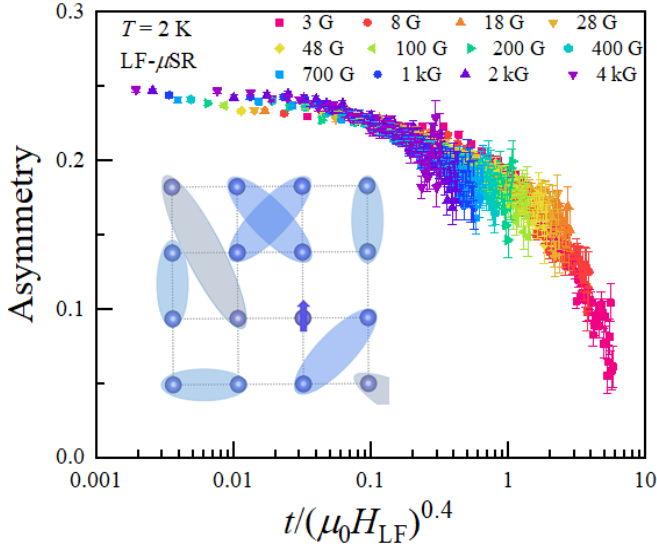 0.3
T = 2 K
LF-μSR
3 G 8 G 18 G 28 G
48 G 100 G 200 G 400 G
700 G 1 kG 2 kG 4 kG
Asymmetry
0.2
0.1
0.0
0.001 0.01 0.1 1 10
t/(μ₀H_LF)^0.4